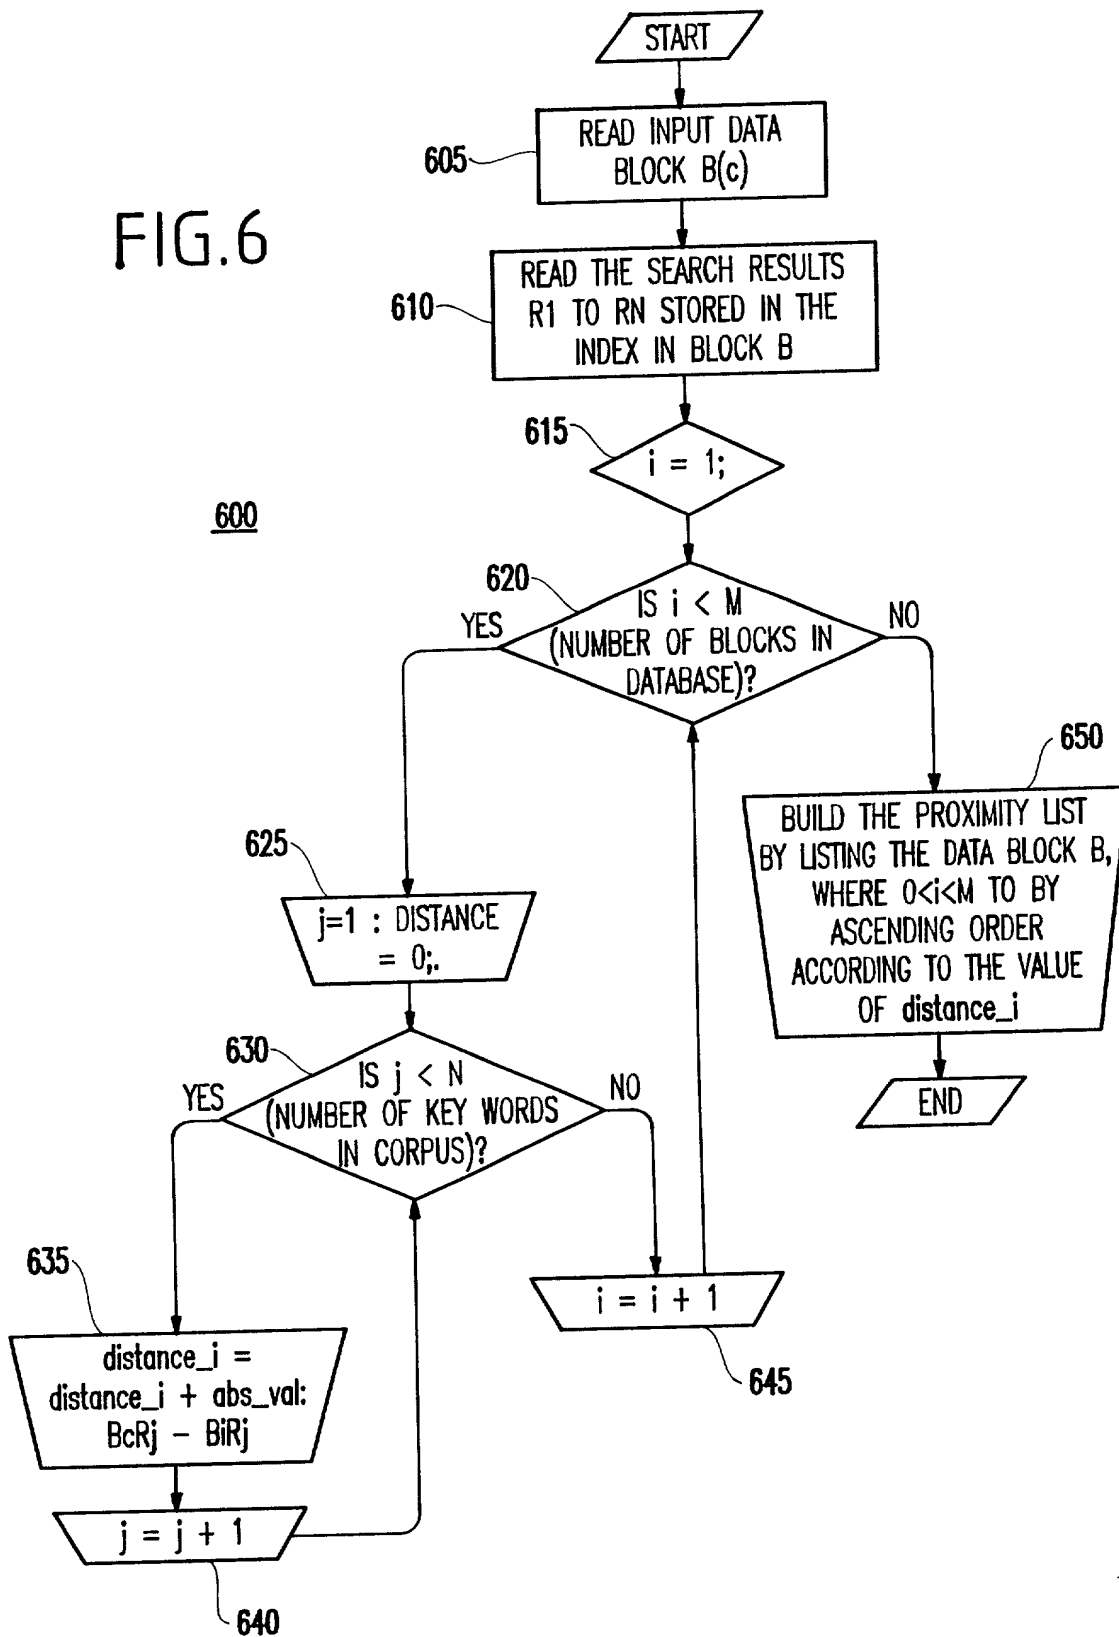 START
READ INPUT DATA
BLOCK B(c)
605
FIG.6
READ THE SEARCH RESULTS
R1 TO RN STORED IN THE
INDEX IN BLOCK B
610
615
i = 1;
600
620
IS i < M
(NUMBER OF BLOCKS IN
DATABASE)?
YES
NO
650
BUILD THE PROXIMITY LIST
BY LISTING THE DATA BLOCK B,
WHERE 0<i<M TO BY
ASCENDING ORDER
ACCORDING TO THE VALUE
OF distance_i
END
625
j=1 : DISTANCE
= 0;.
630
IS j < N
(NUMBER OF KEY WORDS
IN CORPUS)?
YES
NO
635
distance_i =
distance_i + abs_val:
BcRj - BiRj
i = i + 1
645
j = j + 1
640